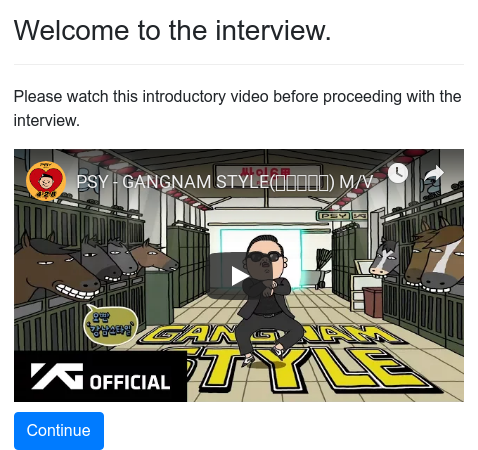 Welcome to the interview.
Please watch this introductory video before proceeding with the
interview.
PSY - GANGNAM STYLE(□□□□□) M/V
PSY
GANGNAM
STYLE
YG OFFICIAL
Continue